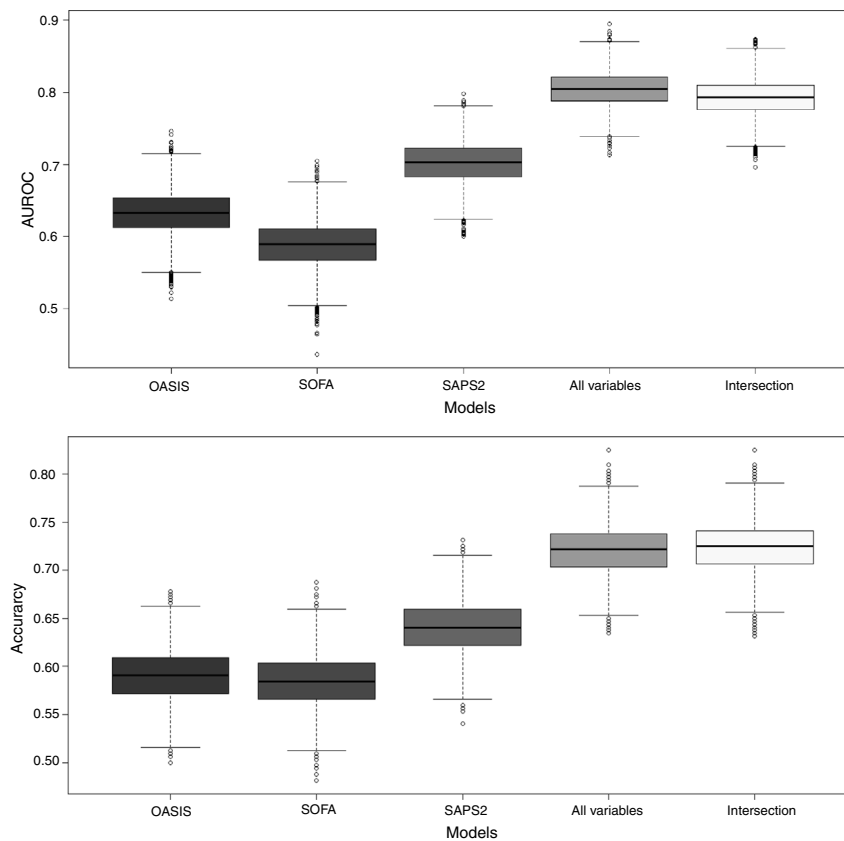 0.9
0.8
0.7
0.6
0.5
AUROC
OASIS SOFA SAPS2 All variables Intersection
Models
0.80
0.75
0.70
0.65
0.60
0.55
0.50
Accurarcy
OASIS SOFA SAPS2 All variables Intersection
Models